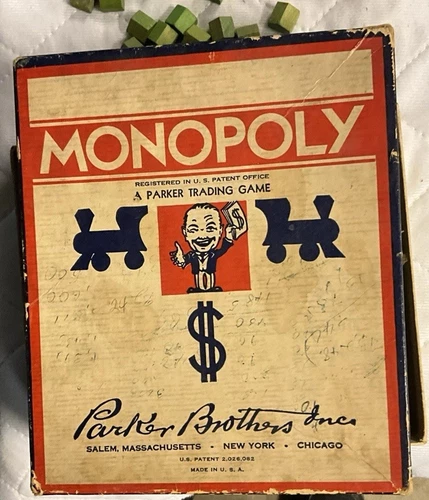 MONOPOLY
REGISTERED IN U. S. PATENT OFFICE
A PARKER TRADING GAME
$
Parker Brothers Inc.
SALEM, MASSACHUSETTS • NEW YORK • CHICAGO
U.S. PATENT 2,026,082
MADE IN U. S. A.